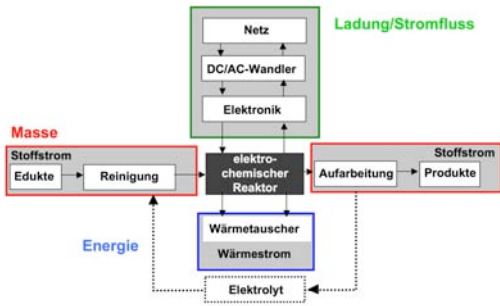 Netz
Ladung/Stromfluss
DC/AC-Wandler
Elektronik
Masse
Stoffstrom
Edukte
Reinigung
elektro-
chemischer
Reaktor
Stoffstrom
Aufarbeitung
Produkte
Energie
Wärmetauscher
Wärmestrom
Elektrolyt